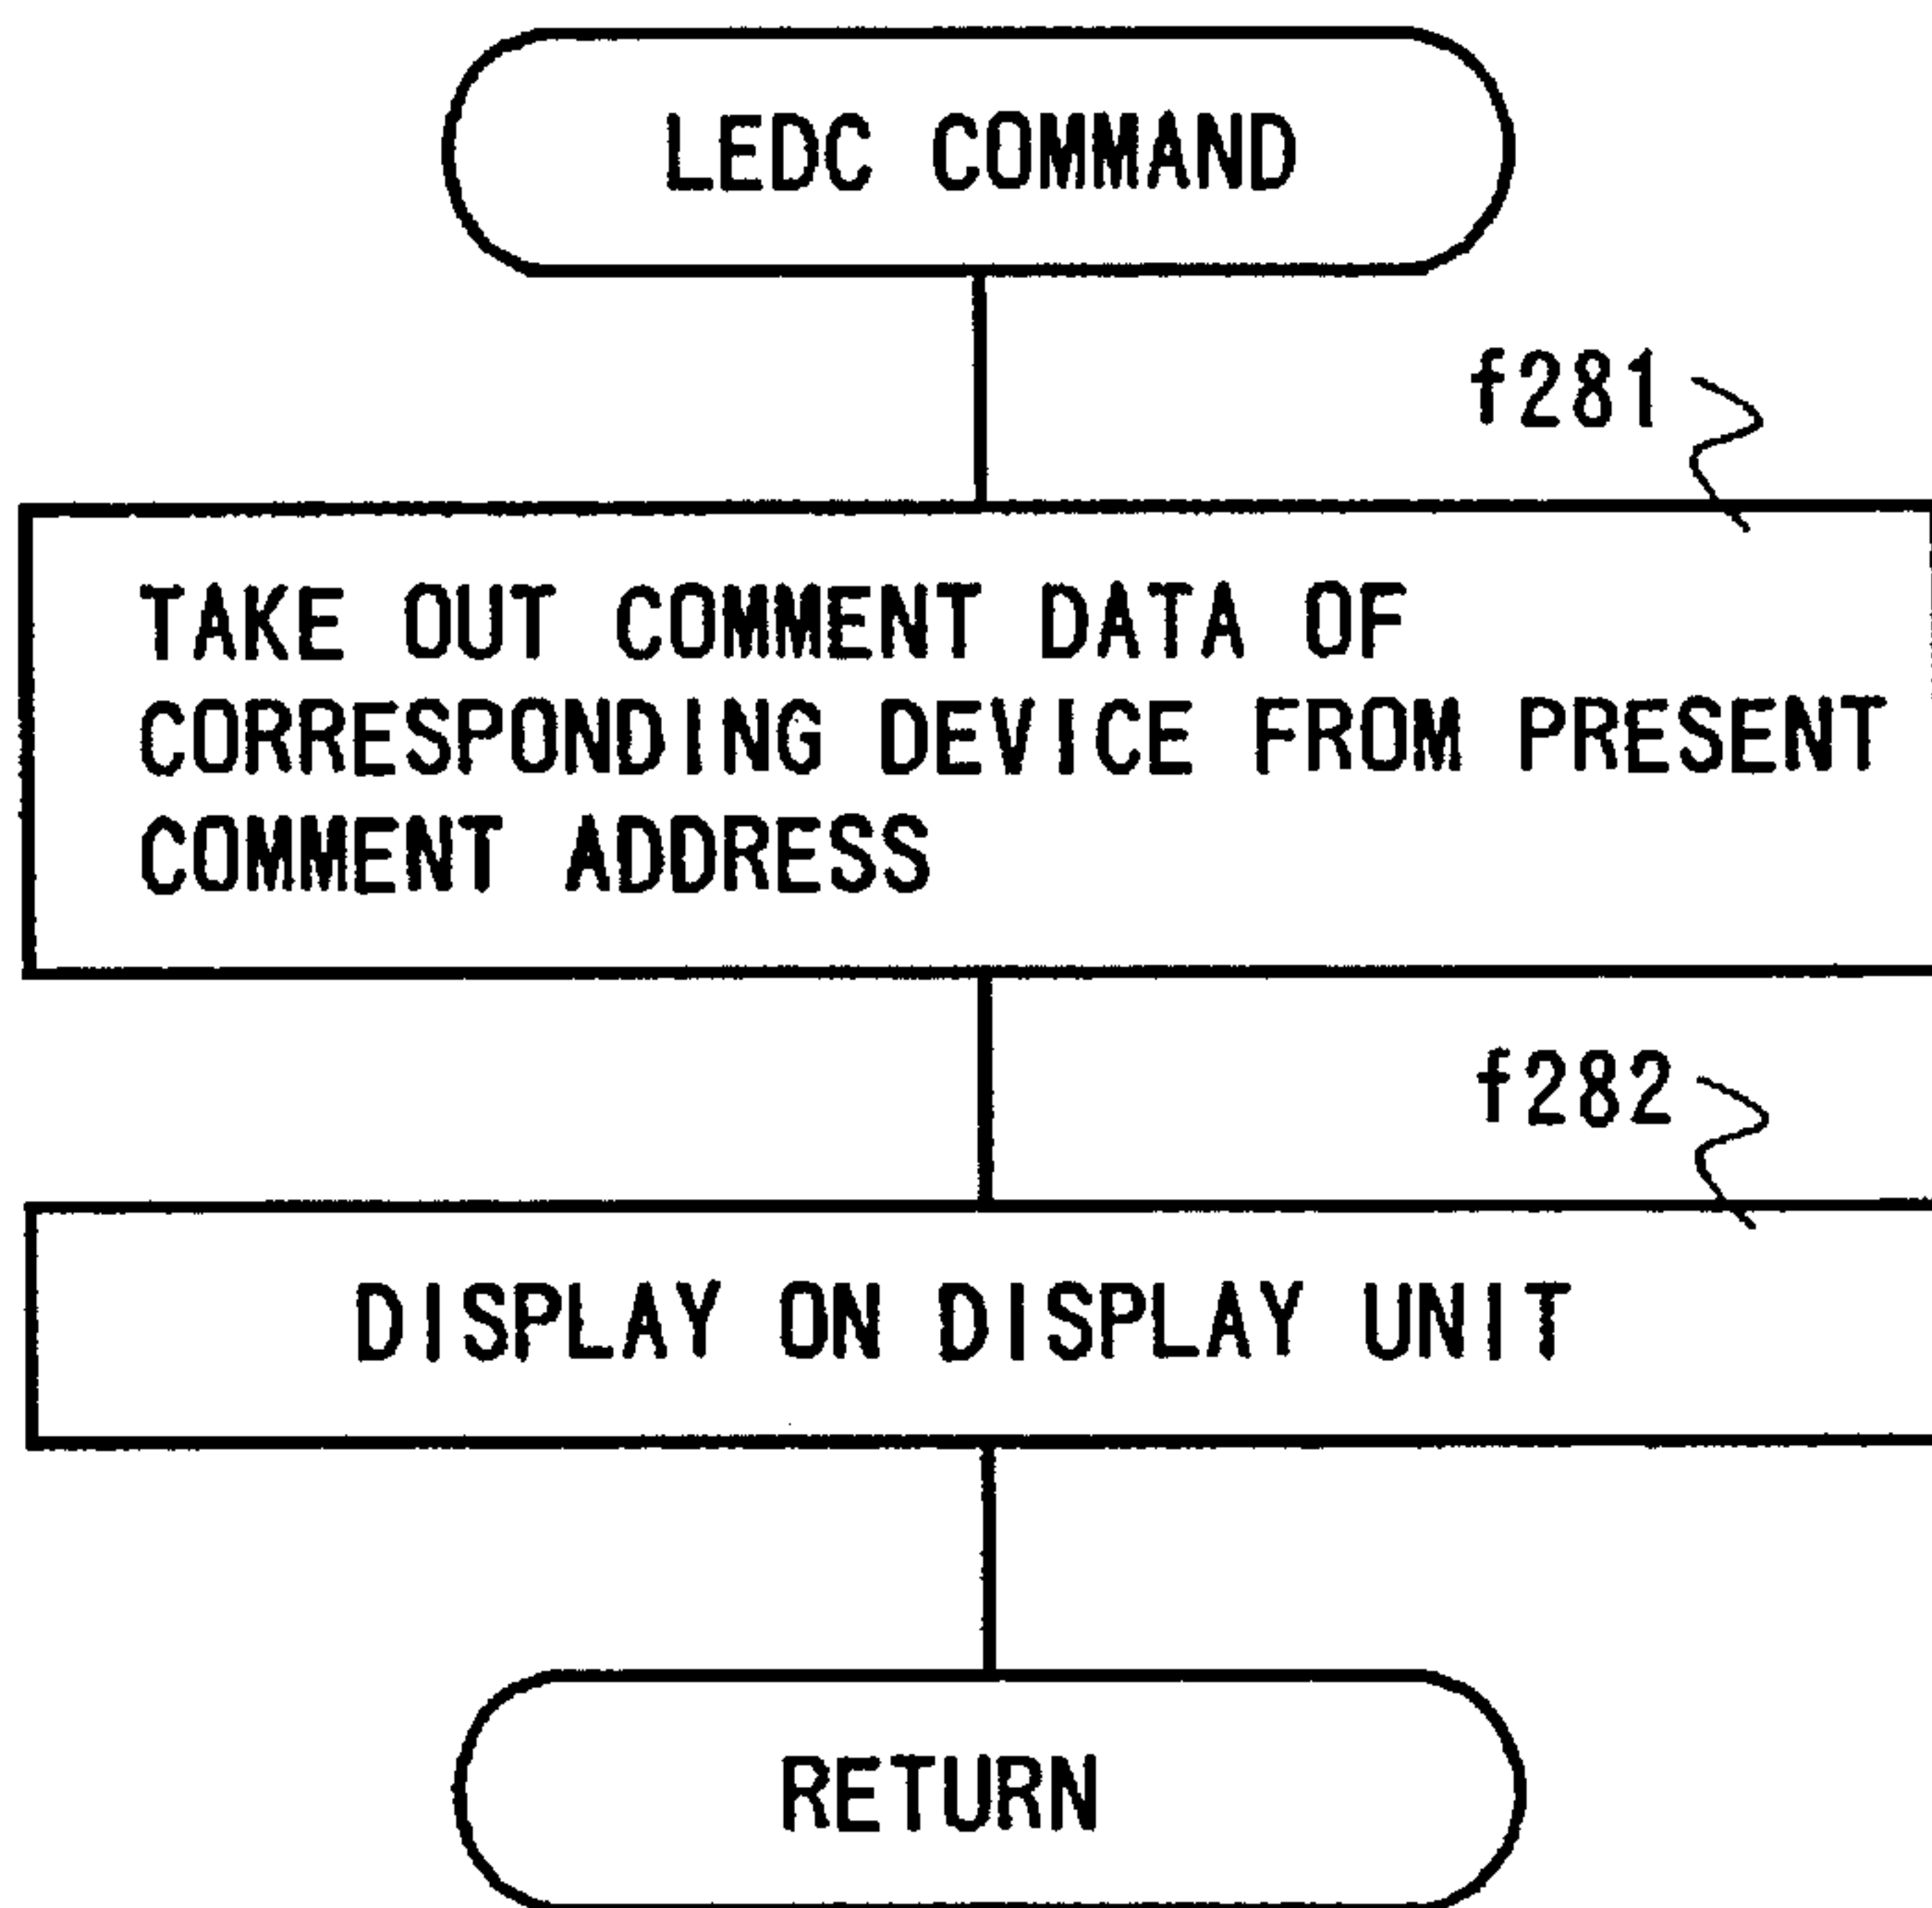 LEDC COMMAND
f281
TAKE OUT COMMENT DATA OF
CORRESPONDING DEVICE FROM PRESENT
COMMENT ADDRESS
f282
DISPLAY ON DISPLAY UNIT
RETURN